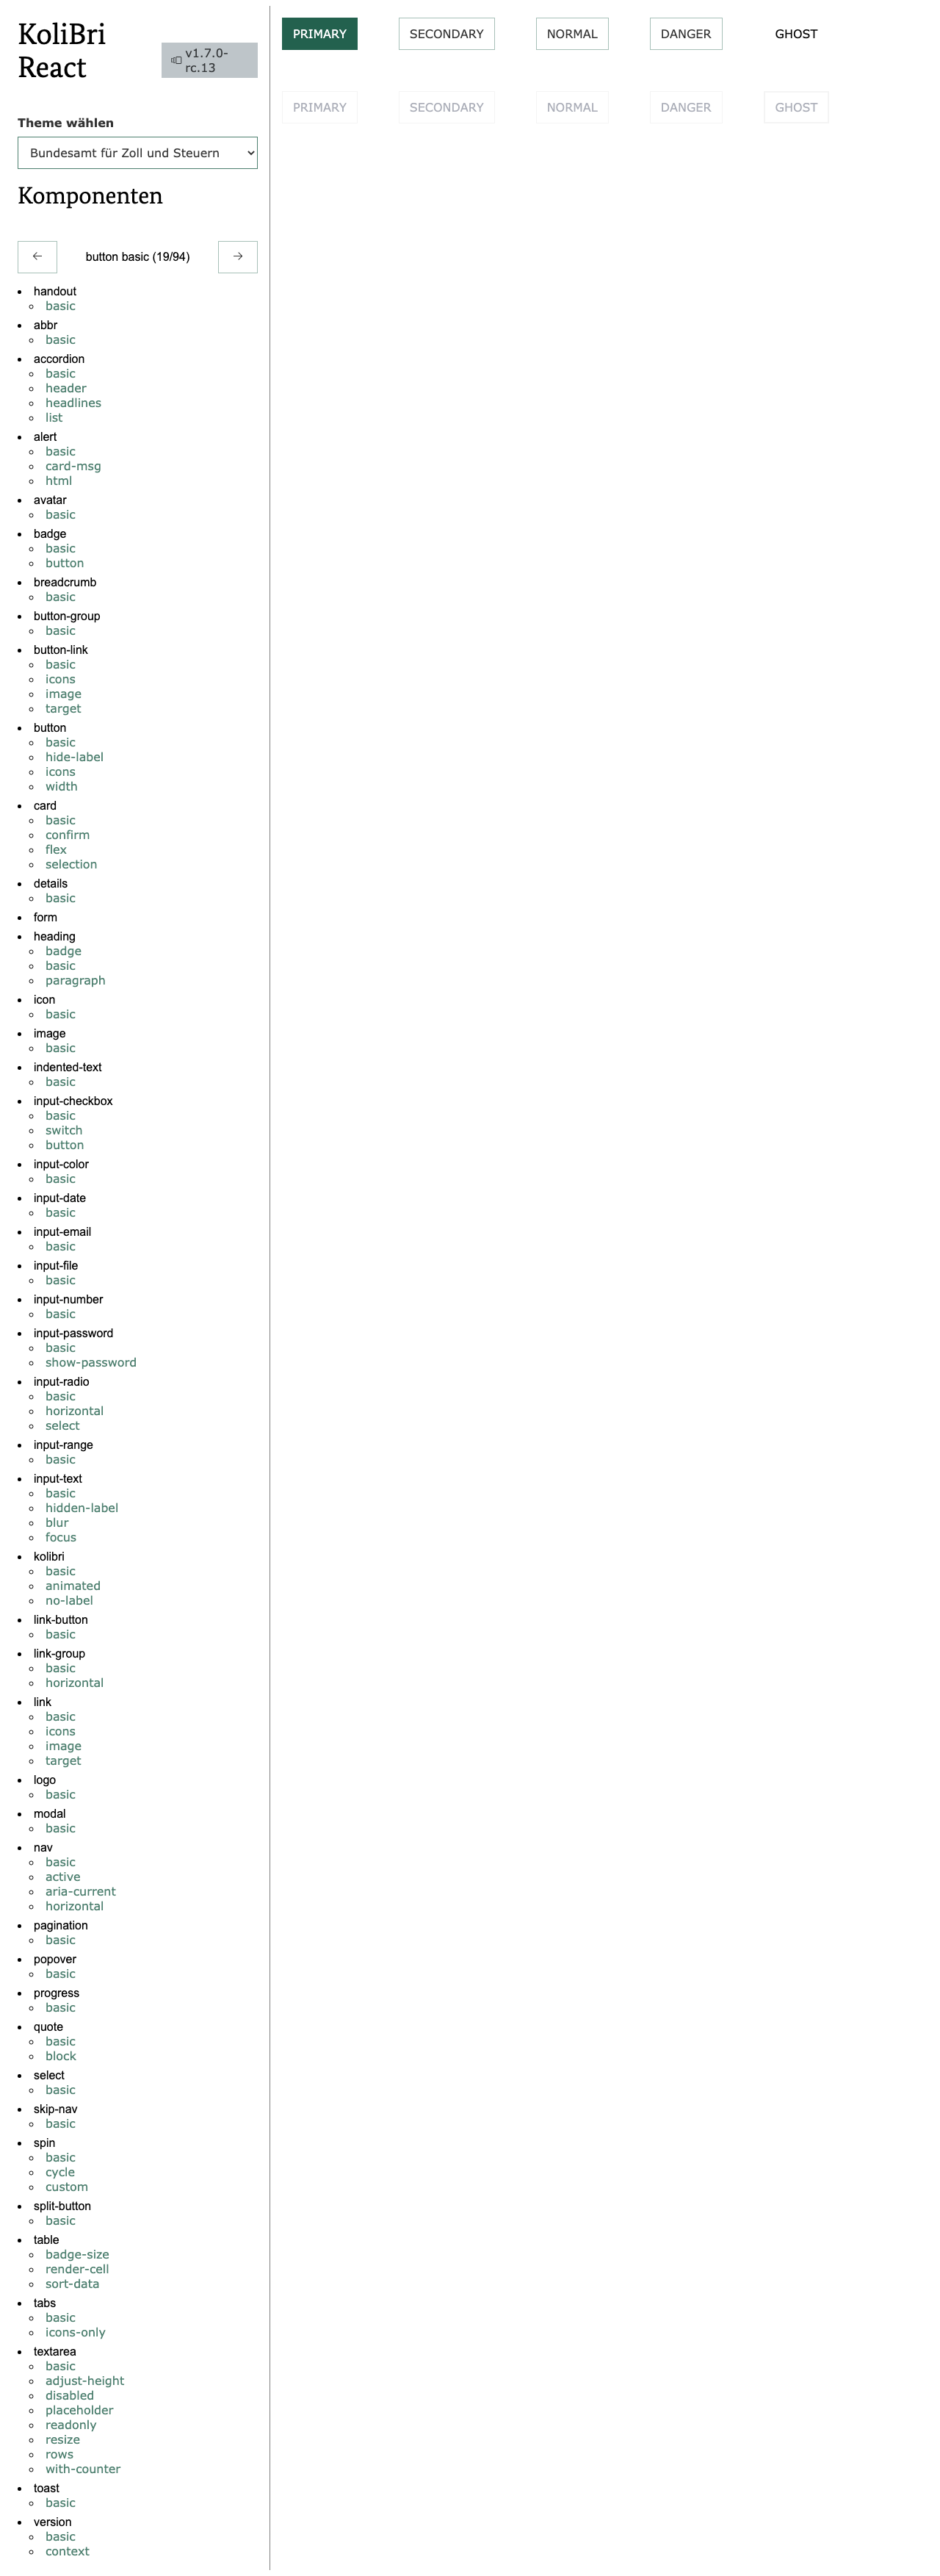 KoliBri
React
v1.7.0-
rc.13
Theme wählen
Bundesamt für Zoll und Steuern
Komponenten
← button basic (19/94) →
handout
basic
abbr
basic
accordion
basic
header
headlines
list
alert
basic
card-msg
html
avatar
basic
badge
basic
button
breadcrumb
basic
button-group
basic
button-link
basic
icons
image
target
button
basic
hide-label
icons
width
card
basic
confirm
flex
selection
details
basic
form
heading
badge
basic
paragraph
icon
basic
image
basic
indented-text
basic
input-checkbox
basic
switch
button
input-color
basic
input-date
basic
input-email
basic
input-file
basic
input-number
basic
input-password
basic
show-password
input-radio
basic
horizontal
select
input-range
basic
input-text
basic
hidden-label
blur
focus
kolibri
basic
animated
no-label
link-button
basic
link-group
basic
horizontal
link
basic
icons
image
target
logo
basic
modal
basic
nav
basic
active
aria-current
horizontal
pagination
basic
popover
basic
progress
basic
quote
basic
block
select
basic
skip-nav
basic
spin
basic
cycle
custom
split-button
basic
table
badge-size
render-cell
sort-data
tabs
basic
icons-only
textarea
basic
adjust-height
disabled
placeholder
readonly
resize
rows
with-counter
toast
basic
version
basic
context
PRIMARY SECONDARY NORMAL DANGER GHOST
PRIMARY SECONDARY NORMAL DANGER GHOST